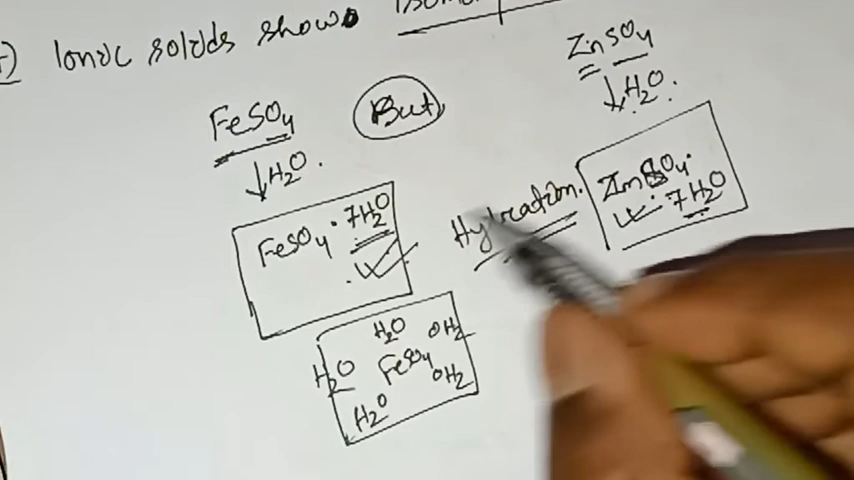 Ionic solids shows
FeSO4
But
ZnSO4
H2O.
H2O.
FeSO4 · 7H2O
Hydration.
ZnSO4 · 7H2O
H2O
OH2
H2O
FeSO4
OH2
H2O